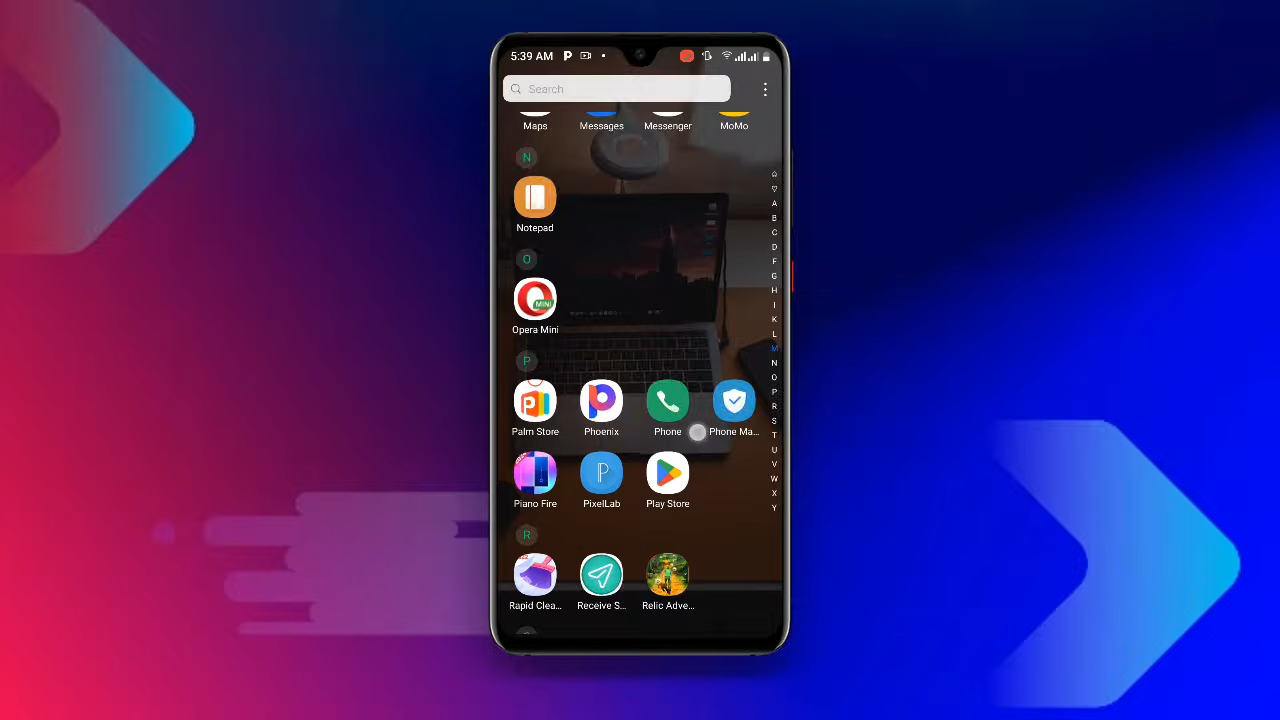 5:39 AM
Search
Maps Messages Messenger MoMo
N
Notepad
O
MINI
Opera Mini
P
Palm Store Phoenix Phone Phone Ma...
Piano Fire PixelLab Play Store
R
Rapid Clea... Receive S... Relic Adve...
A
B
C
D
F
G
H
I
K
L
M
N
O
P
R
S
T
U
V
W
X
Y